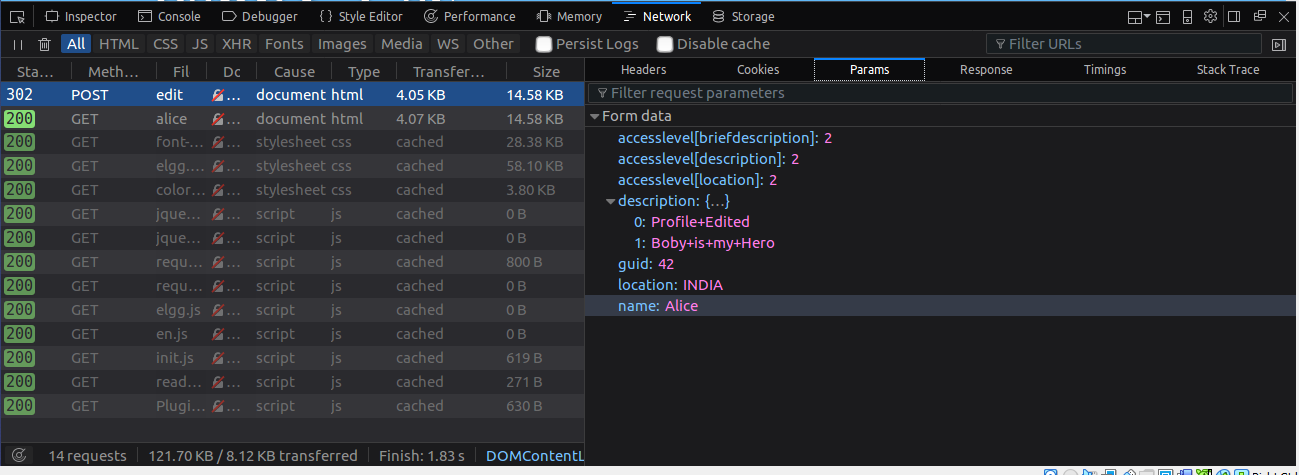 Inspector Console Debugger Style Editor Performance Memory Network Storage
All HTML CSS JS XHR Fonts Images Media WS Other Persist Logs Disable cache Filter URLs
Sta… Meth… Fil Dc Cause Type Transfer… Size
302 POST edit … document html 4.05 KB 14.58 KB
200 GET alice … document html 4.07 KB 14.58 KB
200 GET font-… … stylesheet css cached 28.38 KB
200 GET elgg.… … stylesheet css cached 58.10 KB
200 GET color… … stylesheet css cached 3.80 KB
200 GET jque… … script js cached 0 B
200 GET jque… … script js cached 0 B
200 GET requ… … script js cached 800 B
200 GET requ… … script js cached 0 B
200 GET elgg.js … script js cached 0 B
200 GET en.js … script js cached 0 B
200 GET init.js … script js cached 619 B
200 GET read… … script js cached 271 B
200 GET Plugi… … script js cached 630 B
14 requests 121.70 KB / 8.12 KB transferred Finish: 1.83 s DOMContentL
Headers Cookies Params Response Timings Stack Trace
Filter request parameters
Form data
accesslevel[briefdescription]: 2
accesslevel[description]: 2
accesslevel[location]: 2
description: {…}
0: Profile+Edited
1: Boby+is+my+Hero
guid: 42
location: INDIA
name: Alice